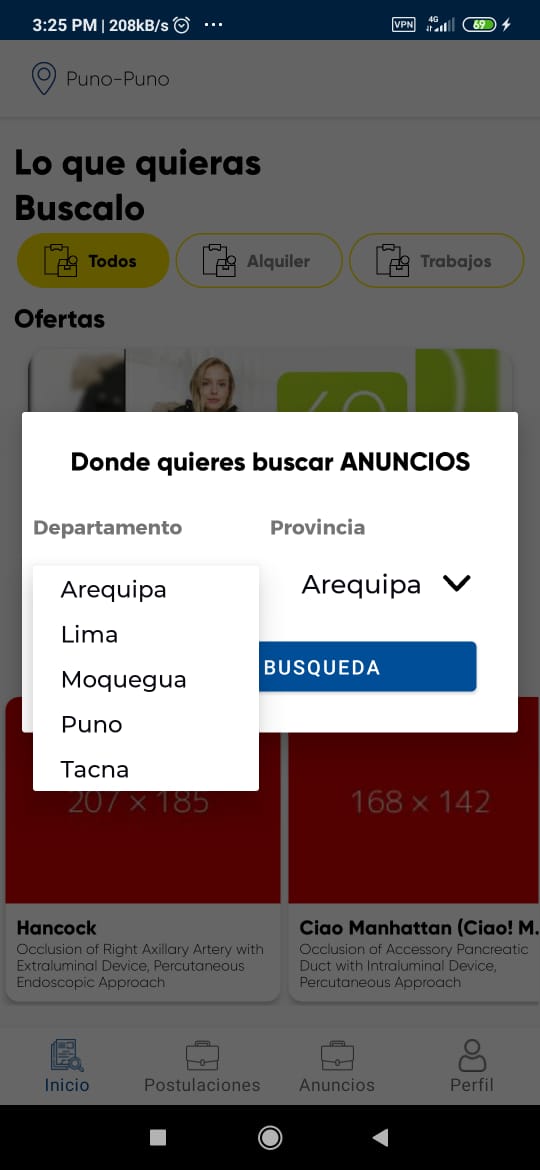 3:25 PM | 208kB/s ...
VPN 4G 69
Puno-Puno
Lo que quieras
Buscalo
Todos Alquiler Trabajos
Ofertas
Donde quieres buscar ANUNCIOS
Departamento Provincia
Arequipa
Lima
Moquegua
Puno
Tacna
Arequipa
BUSQUEDA
207 × 185
168 × 142
Hancock
Occlusion of Right Axillary Artery with
Extraluminal Device, Percutaneous
Endoscopic Approach
Ciao Manhattan (Ciao! M.
Occlusion of Accessory Pancreatic
Duct with Intraluminal Device,
Percutaneous Approach
Inicio Postulaciones Anuncios Perfil